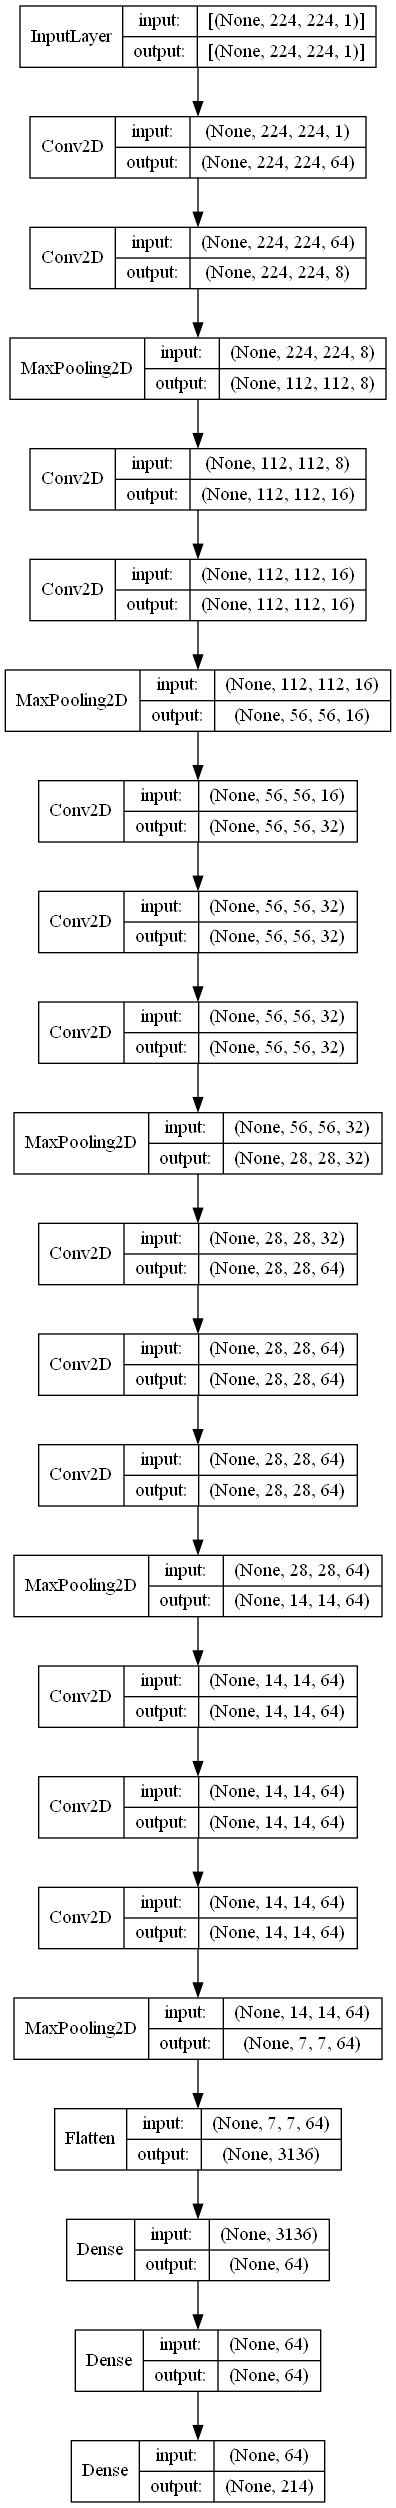 InputLayer input: [(None, 224, 224, 1)]
output: [(None, 224, 224, 1)]
Conv2D input: (None, 224, 224, 1)
output: (None, 224, 224, 64)
Conv2D input: (None, 224, 224, 64)
output: (None, 224, 224, 8)
MaxPooling2D input: (None, 224, 224, 8)
output: (None, 112, 112, 8)
Conv2D input: (None, 112, 112, 8)
output: (None, 112, 112, 16)
Conv2D input: (None, 112, 112, 16)
output: (None, 112, 112, 16)
MaxPooling2D input: (None, 112, 112, 16)
output: (None, 56, 56, 16)
Conv2D input: (None, 56, 56, 16)
output: (None, 56, 56, 32)
Conv2D input: (None, 56, 56, 32)
output: (None, 56, 56, 32)
Conv2D input: (None, 56, 56, 32)
output: (None, 56, 56, 32)
MaxPooling2D input: (None, 56, 56, 32)
output: (None, 28, 28, 32)
Conv2D input: (None, 28, 28, 32)
output: (None, 28, 28, 64)
Conv2D input: (None, 28, 28, 64)
output: (None, 28, 28, 64)
Conv2D input: (None, 28, 28, 64)
output: (None, 28, 28, 64)
MaxPooling2D input: (None, 28, 28, 64)
output: (None, 14, 14, 64)
Conv2D input: (None, 14, 14, 64)
output: (None, 14, 14, 64)
Conv2D input: (None, 14, 14, 64)
output: (None, 14, 14, 64)
Conv2D input: (None, 14, 14, 64)
output: (None, 14, 14, 64)
MaxPooling2D input: (None, 14, 14, 64)
output: (None, 7, 7, 64)
Flatten input: (None, 7, 7, 64)
output: (None, 3136)
Dense input: (None, 3136)
output: (None, 64)
Dense input: (None, 64)
output: (None, 64)
Dense input: (None, 64)
output: (None, 214)